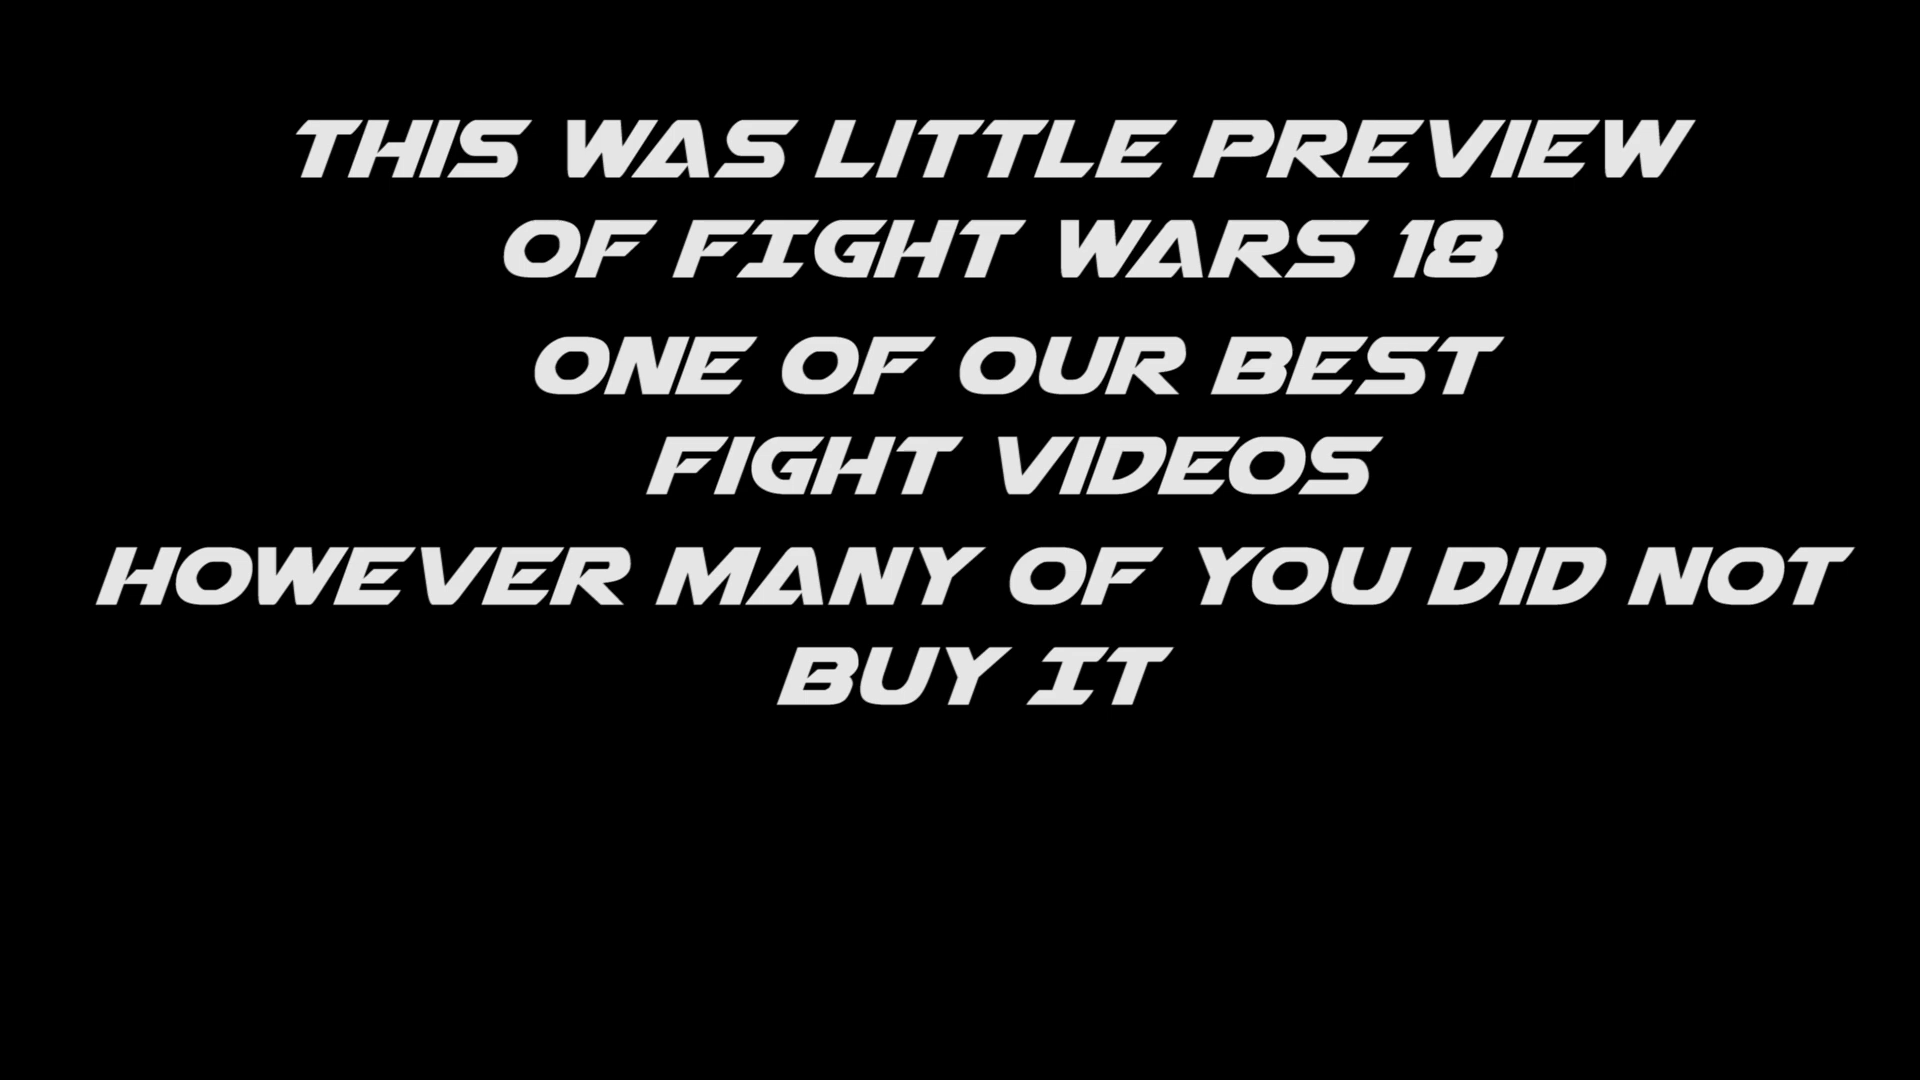 THIS WAS LITTLE PREVIEW
OF FIGHT WARS 18
ONE OF OUR BEST
FIGHT VIDEOS
HOWEVER MANY OF YOU DID NOT
BUY IT